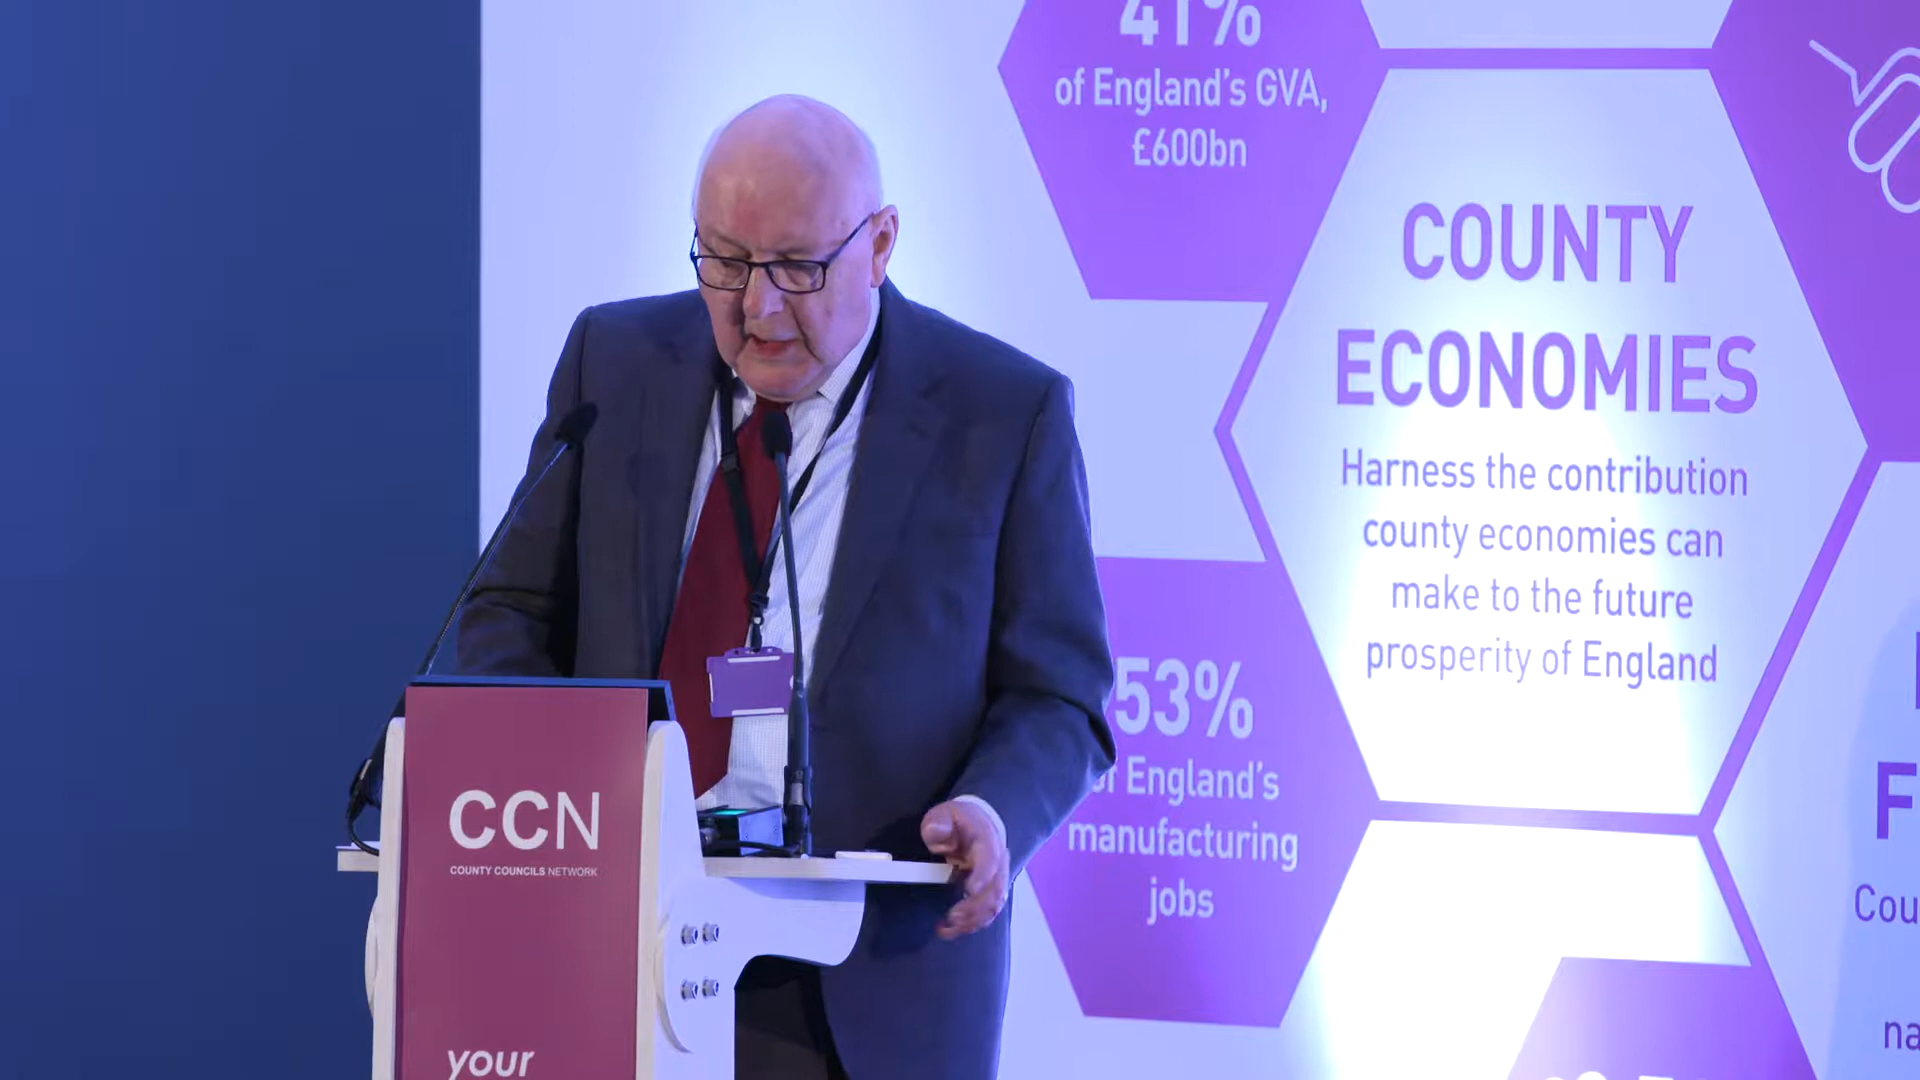 41%
of England's GVA,
£600bn
COUNTY
ECONOMIES
Harness the contribution
county economies can
make to the future
prosperity of England
53%
England's
manufacturing
jobs
CCN
COUNTY COUNCILS NETWORK
your